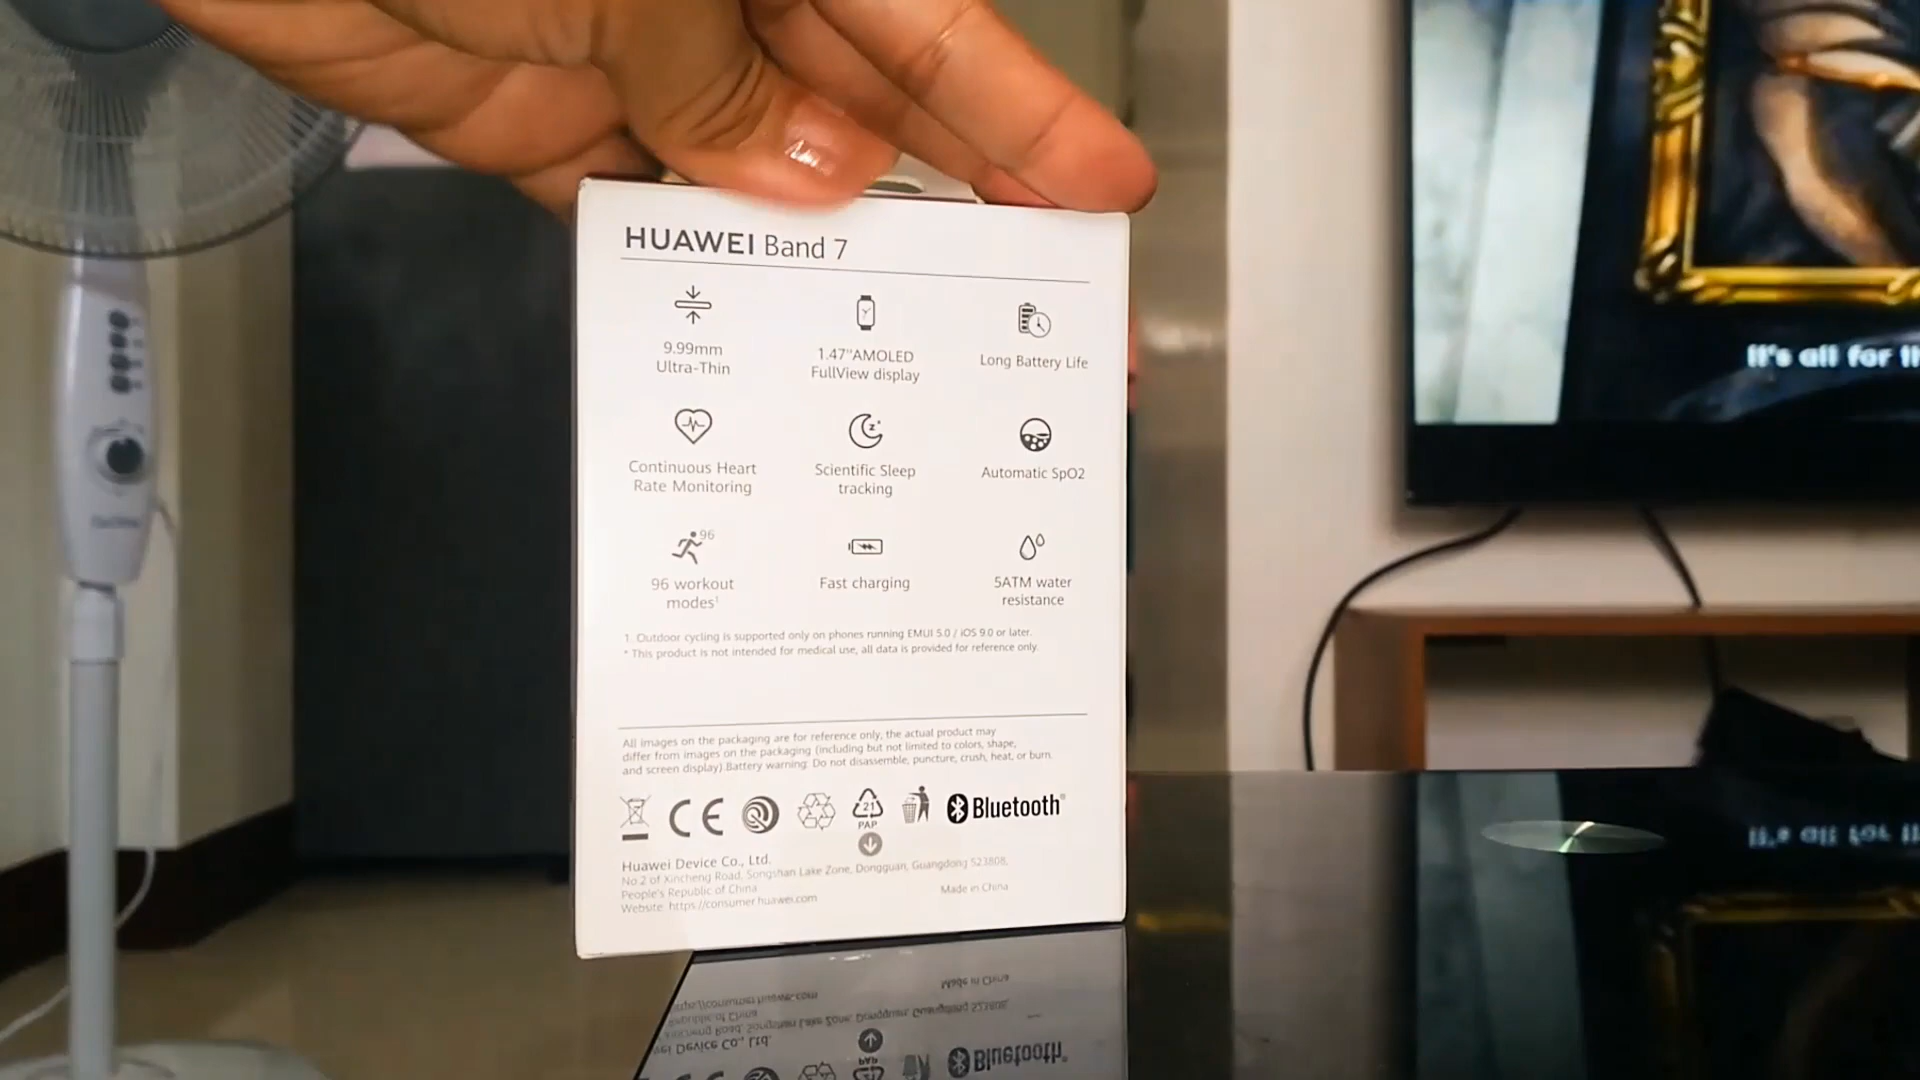 HUAWEI Band 7
9.99mm
Ultra-Thin
1.47"AMOLED
FullView display
Long Battery Life
Continuous Heart
Rate Monitoring
Scientific Sleep
tracking
Automatic SpO2
96
96 workout
modes¹
Fast charging
5ATM water
resistance
1. Outdoor cycling is supported only on phones running EMUI 5.0 / iOS 9.0 or later.
* This product is not intended for medical use, all data is provided for reference only.
All images on the packaging are for reference only, the actual product may
differ from images on the packaging (including but not limited to colors, shape,
and screen display).Battery warning: Do not disassemble, puncture, crush, heat, or burn.
CE
21
PAP
Bluetooth®
Huawei Device Co., Ltd.
No.2 of Xincheng Road, Songshan Lake Zone, Dongguan, Guangdong 523808,
People's Republic of China
Website: https://consumer.huawei.com
Made in China
It's all for